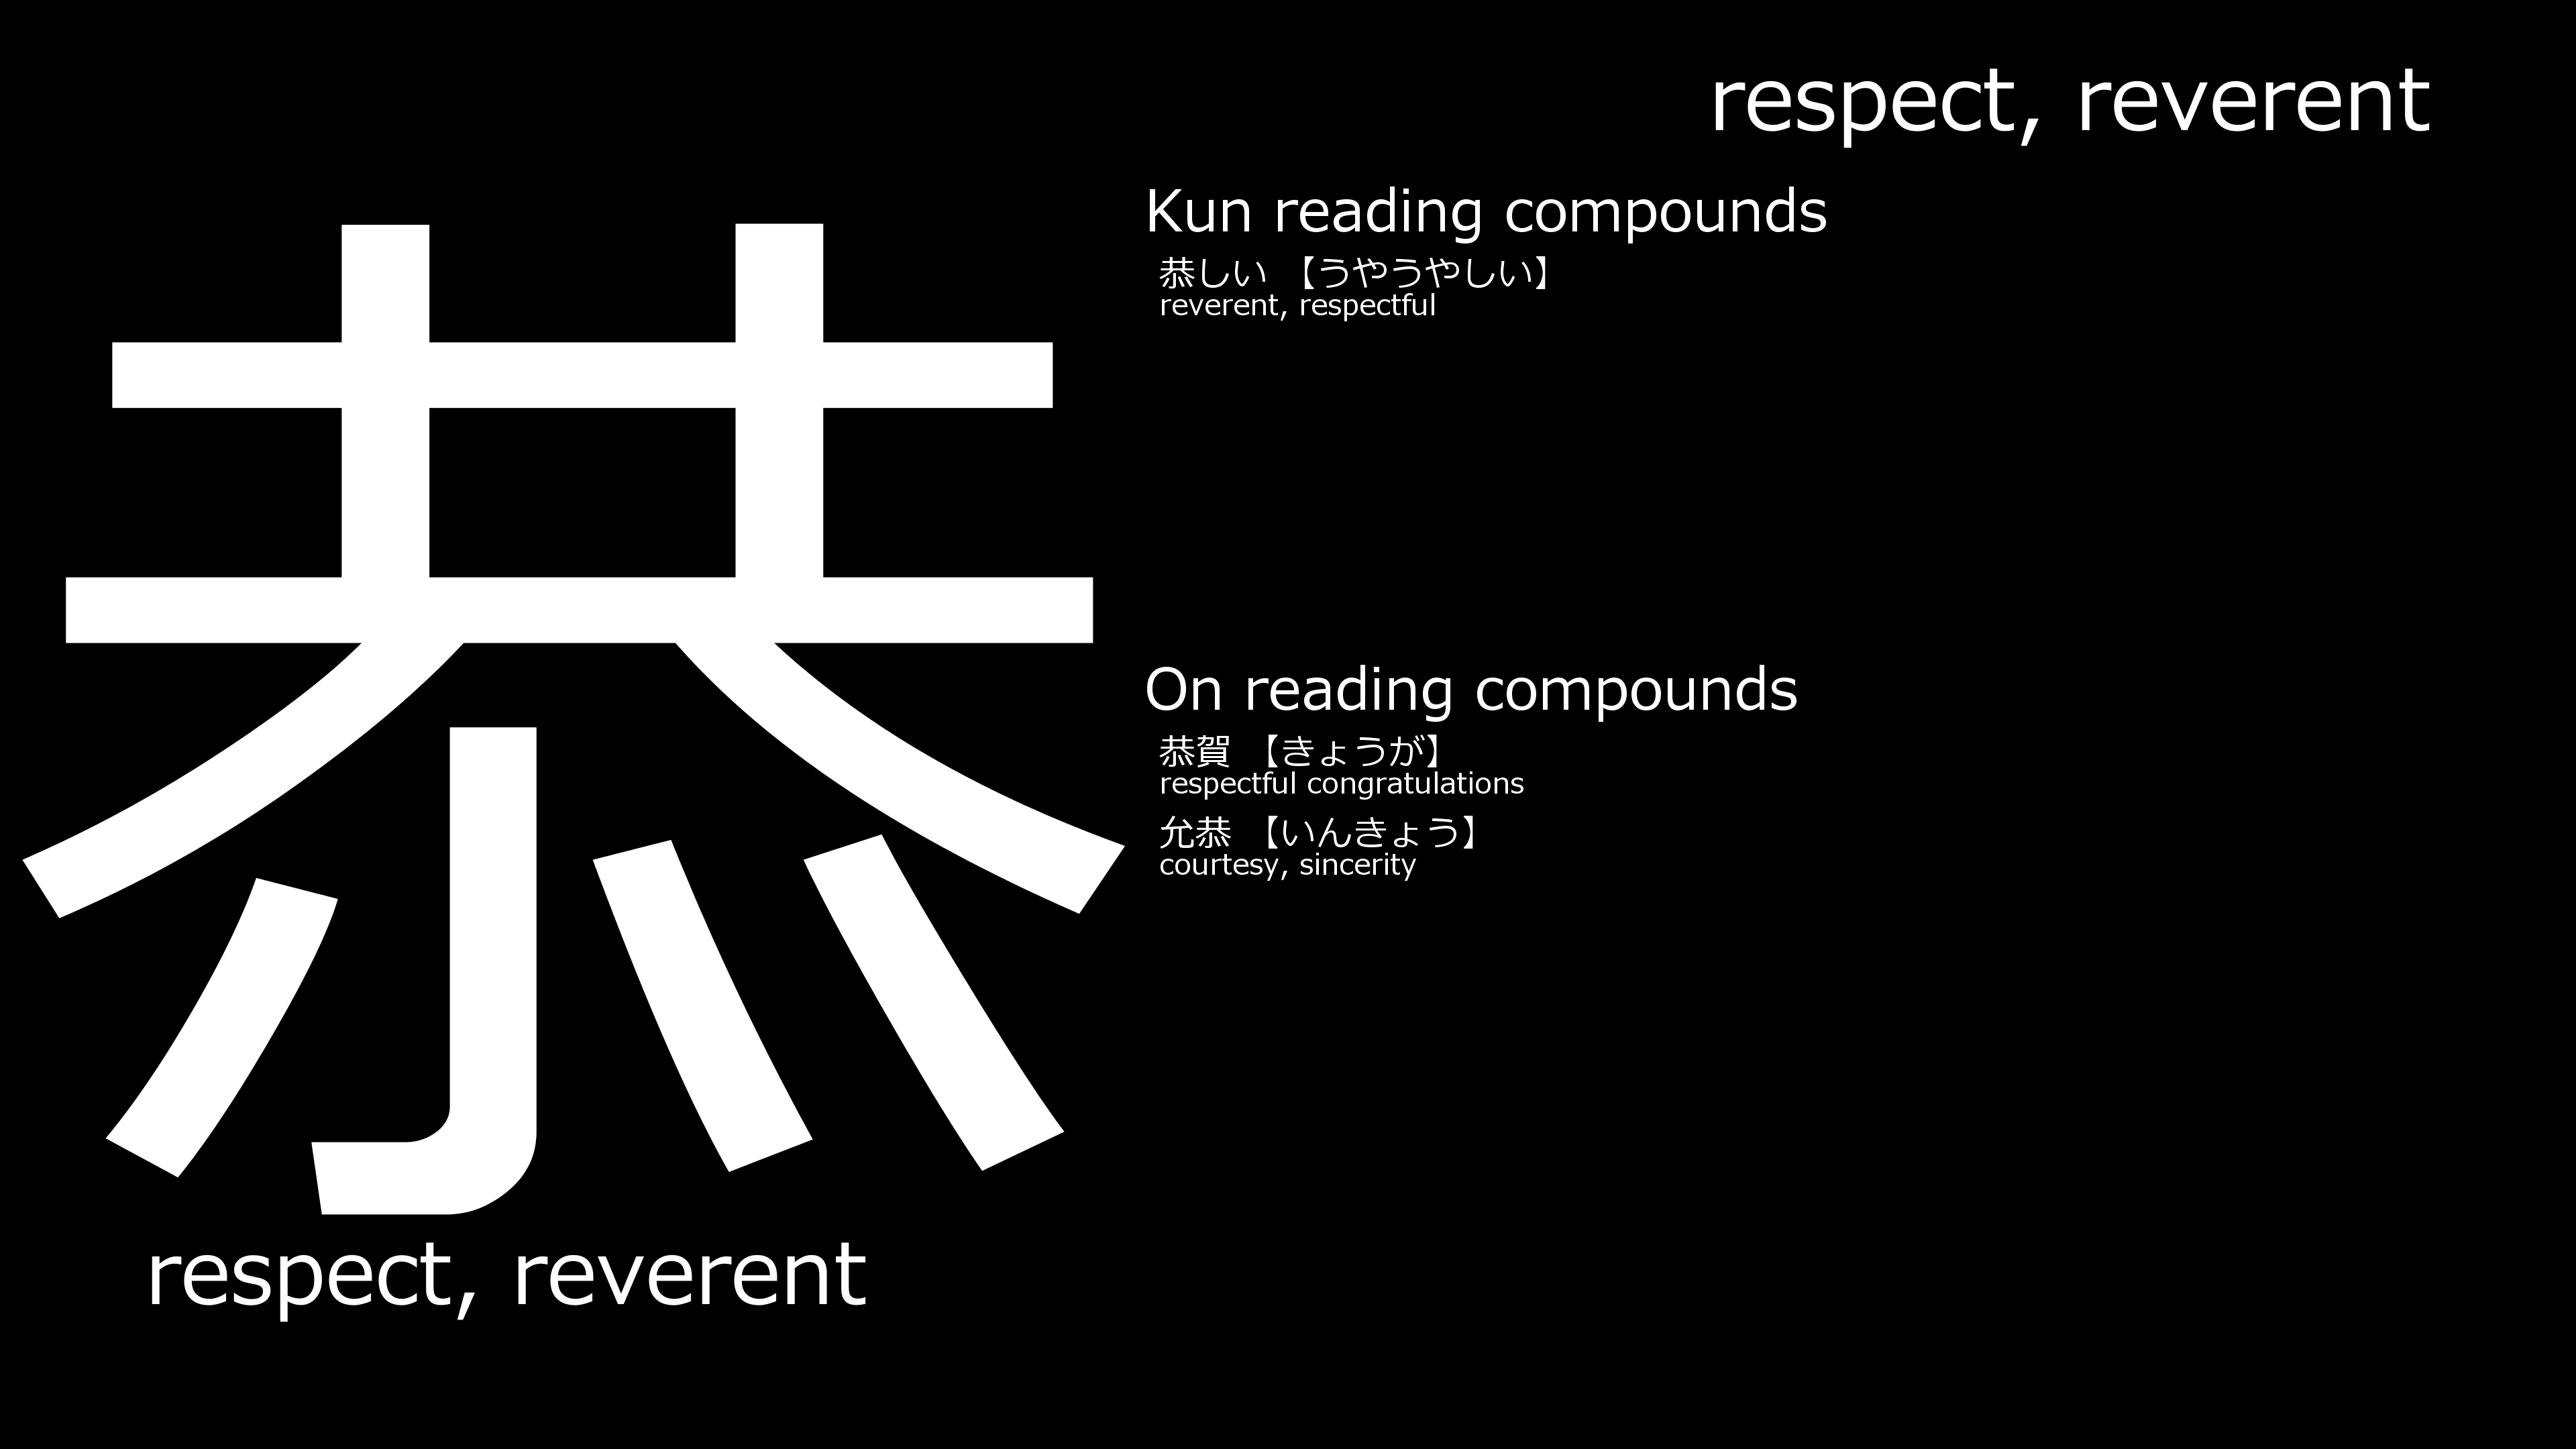 恭
respect, reverent
respect, reverent
Kun reading compounds
恭しい 【うやうやしい】
reverent, respectful
On reading compounds
恭賀 【きょうが】
respectful congratulations
允恭 【いんきょう】
courtesy, sincerity